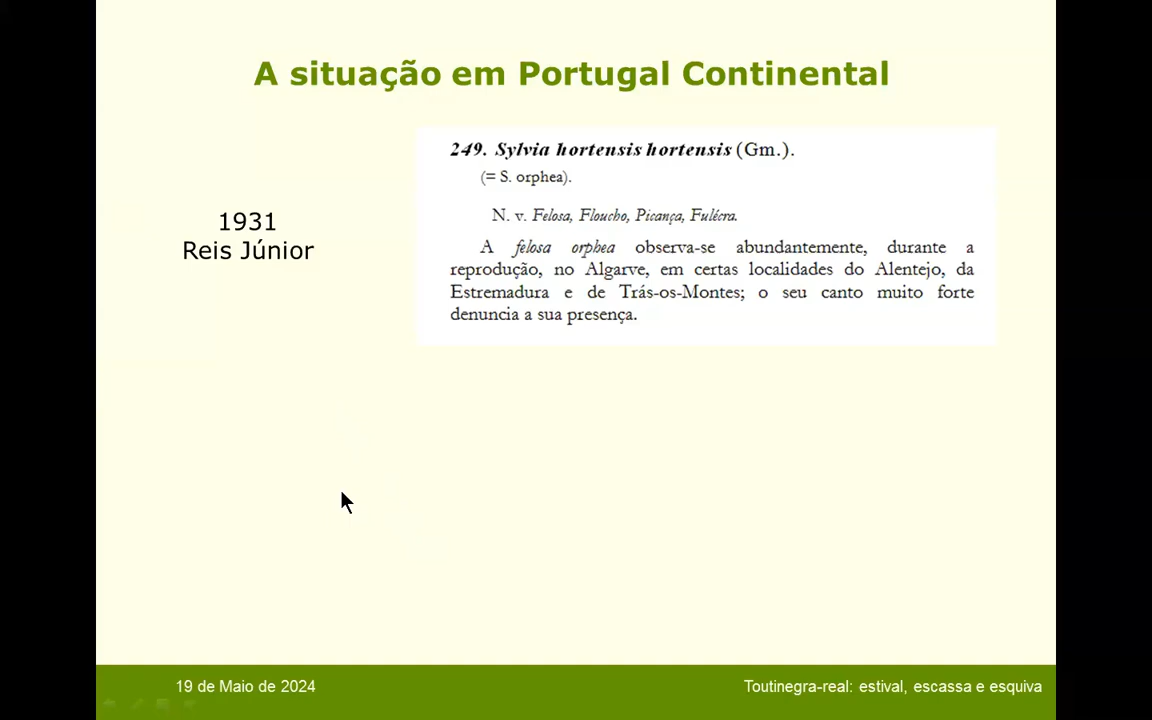 A situação em Portugal Continental
1931
Reis Júnior
249. Sylvia hortensis hortensis (Gm.).
(= S. orphea).
N. v. Felosa, Floucho, Picança, Fulécra.
A felosa orphea observa-se abundantemente, durante a
reprodução, no Algarve, em certas localidades do Alentejo, da
Estremadura e de Trás-os-Montes; o seu canto muito forte
denuncia a sua presença.
19 de Maio de 2024
Toutinegra-real: estival, escassa e esquiva